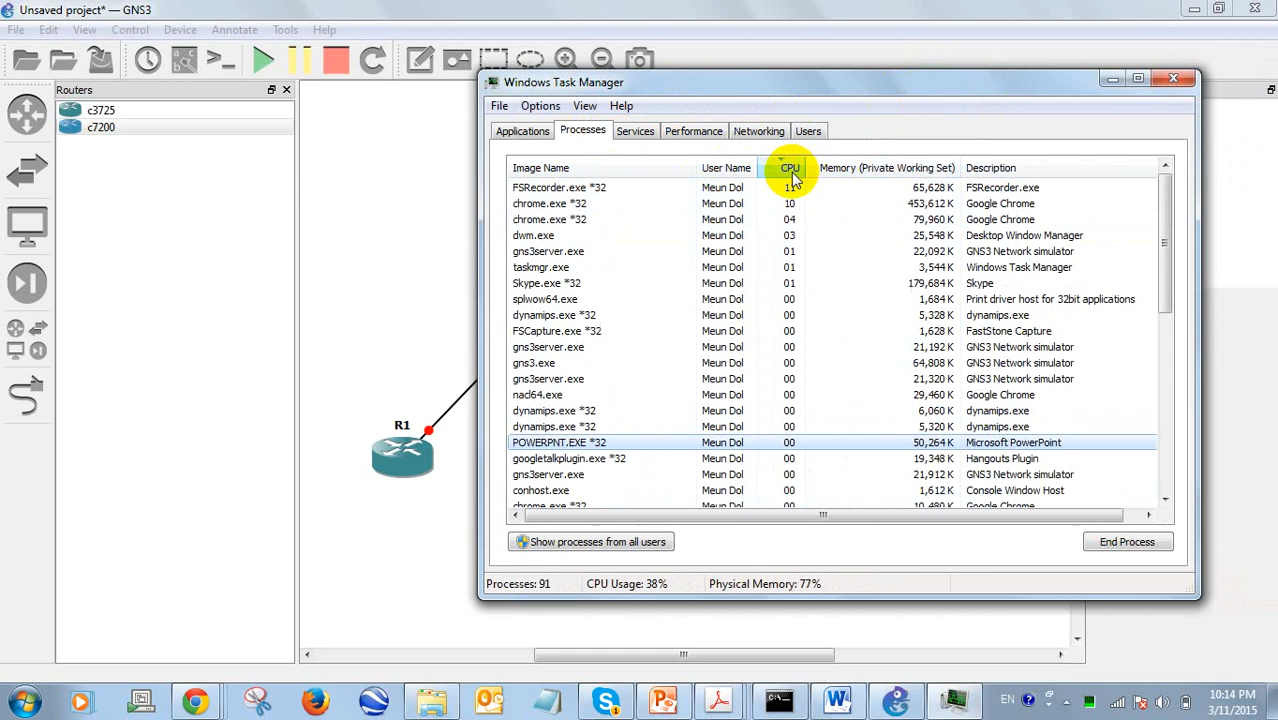 Unsaved project* — GNS3
File Edit View Control Device Annotate Tools Help
Routers
c3725
c7200
R1
Windows Task Manager
File Options View Help
Applications Processes Services Performance Networking Users
Image Name User Name CPU Memory (Private Working Set) Description
FSRecorder.exe *32 Meun Dol 11 65,628 K FSRecorder.exe
chrome.exe *32 Meun Dol 10 453,612 K Google Chrome
chrome.exe *32 Meun Dol 04 79,960 K Google Chrome
dwm.exe Meun Dol 03 25,548 K Desktop Window Manager
gns3server.exe Meun Dol 01 22,092 K GNS3 Network simulator
taskmgr.exe Meun Dol 01 3,544 K Windows Task Manager
Skype.exe *32 Meun Dol 01 179,684 K Skype
splwow64.exe Meun Dol 00 1,684 K Print driver host for 32bit applications
dynamips.exe *32 Meun Dol 00 5,328 K dynamips.exe
FSCapture.exe *32 Meun Dol 00 1,628 K FastStone Capture
gns3server.exe Meun Dol 00 21,192 K GNS3 Network simulator
gns3.exe Meun Dol 00 64,808 K GNS3 Network simulator
gns3server.exe Meun Dol 00 21,320 K GNS3 Network simulator
nacl64.exe Meun Dol 00 29,460 K Google Chrome
dynamips.exe *32 Meun Dol 00 6,060 K dynamips.exe
dynamips.exe *32 Meun Dol 00 5,320 K dynamips.exe
POWERPNT.EXE *32 Meun Dol 00 50,264 K Microsoft PowerPoint
googletalkplugin.exe *32 Meun Dol 00 19,348 K Hangouts Plugin
gns3server.exe Meun Dol 00 21,912 K GNS3 Network simulator
conhost.exe Meun Dol 00 1,612 K Console Window Host
chrome.exe *32 Meun Dol 00 10,480 K Google Chrome
Show processes from all users End Process
Processes: 91 CPU Usage: 38% Physical Memory: 77%
EN 10:14 PM
3/11/2015